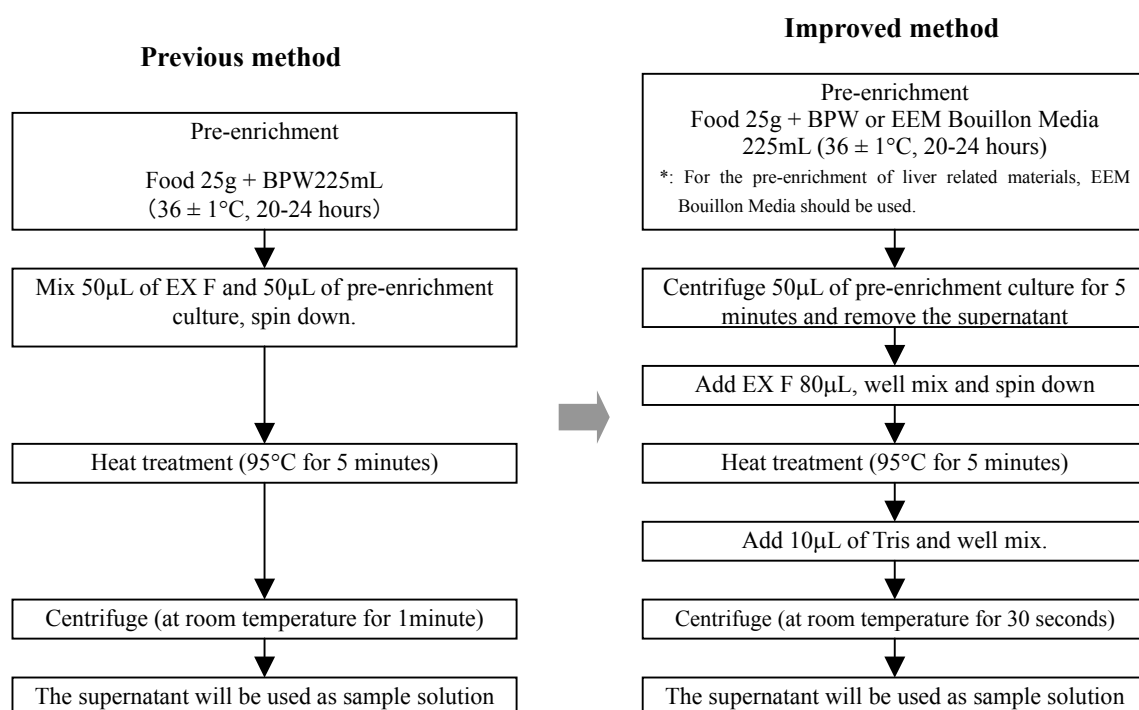 Previous method
Pre-enrichment
Food 25g + BPW225mL
(36 ± 1°C, 20-24 hours)
Mix 50μL of EX F and 50μL of pre-enrichment
culture, spin down.
Heat treatment (95°C for 5 minutes)
Centrifuge (at room temperature for 1minute)
The supernatant will be used as sample solution
Improved method
Pre-enrichment
Food 25g + BPW or EEM Bouillon Media
225mL (36 ± 1°C, 20-24 hours)
*: For the pre-enrichment of liver related materials, EEM
Bouillon Media should be used.
Centrifuge 50μL of pre-enrichment culture for 5
minutes and remove the supernatant
Add EX F 80μL, well mix and spin down
Heat treatment (95°C for 5 minutes)
Add 10μL of Tris and well mix.
Centrifuge (at room temperature for 30 seconds)
The supernatant will be used as sample solution